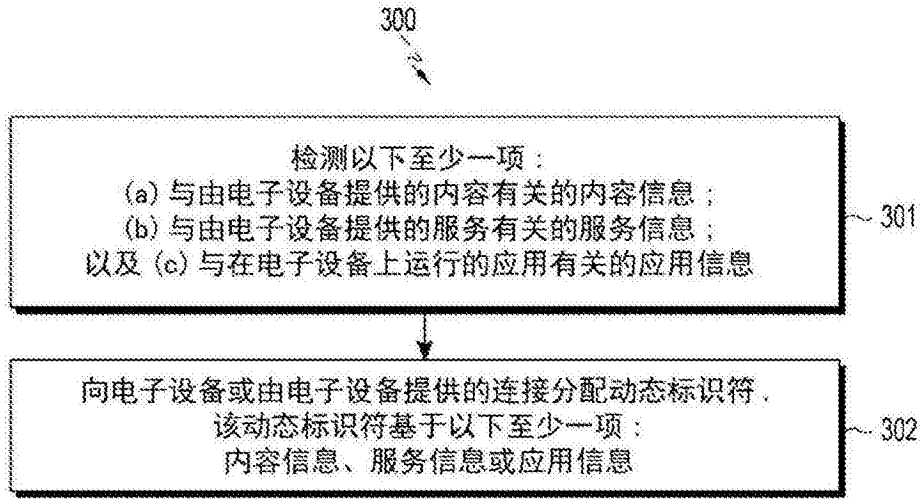 300
检测以下至少一项：
(a)与由电子设备提供的内容有关的内容信息；
(b)与由电子设备提供的服务有关的服务信息；
以及(c)与在电子设备上运行的应用有关的应用信息
301
向电子设备或由电子设备提供的连接分配动态标识符，
该动态标识符基于以下至少一项：
内容信息、服务信息或应用信息
302